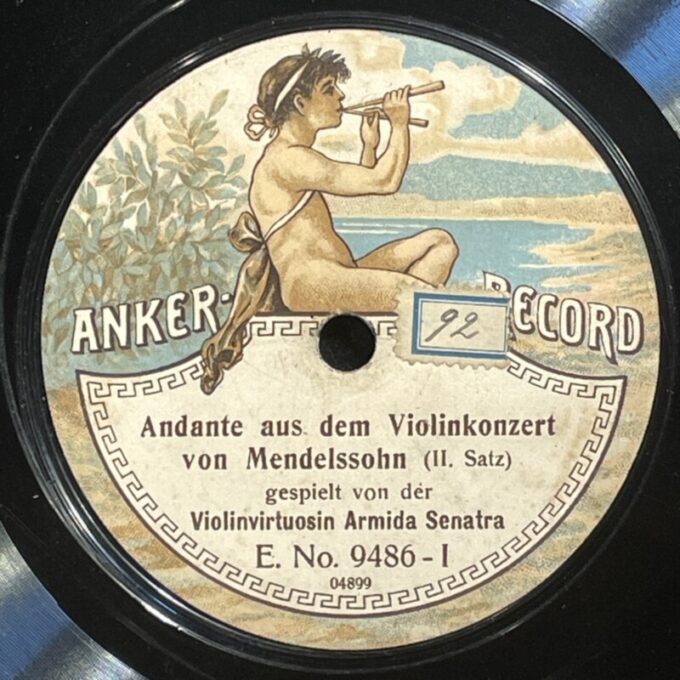 ANKER-RECORD
92
Andante aus dem Violinkonzert
von Mendelssohn (II. Satz)
gespielt von der
Violinvirtuosin Armida Senatra
E. No. 9486-I
04899